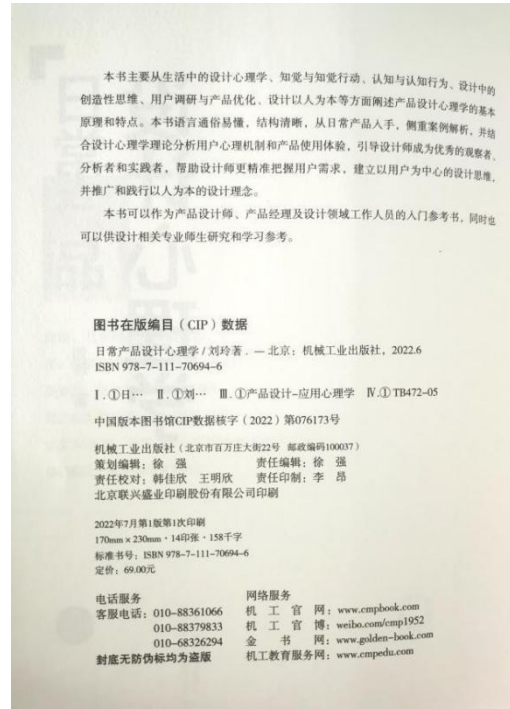 本书主要从生活中的设计心理学、知觉与知觉行动、认知与认知行为、设计中的
创造性思维、用户调研与产品优化、设计以人为本等方面阐述产品设计心理学的基本
原理和特点。本书语言通俗易懂，结构清晰，从日常产品入手，侧重案例解析，并结
合设计心理学理论分析用户心理机制和产品使用体验，引导设计师成为优秀的观察者、
分析者和实践者，帮助设计师更精准把握用户需求，建立以用户为中心的设计思维，
并推广和践行以人为本的设计理念。
本书可以作为产品设计师、产品经理及设计领域工作人员的入门参考书，同时也
可以供设计相关专业师生研究和学习参考。
图书在版编目（CIP）数据
日常产品设计心理学/刘玲著．—北京：机械工业出版社，2022.6
ISBN 978-7-111-70694-6
Ⅰ.①日… Ⅱ.①刘… Ⅲ.①产品设计-应用心理学 Ⅳ.①TB472-05
中国版本图书馆CIP数据核字（2022）第076173号
机械工业出版社（北京市百万庄大街22号 邮政编码100037）
策划编辑：徐 强 责任编辑：徐 强
责任校对：韩佳欣 王明欣 责任印制：李 昂
北京联兴盛业印刷股份有限公司印刷
2022年7月第1版第1次印刷
170mm×230mm·14印张·158千字
标准书号：ISBN 978-7-111-70694-6
定价：69.00元
电话服务 网络服务
客服电话：010-88361066 机 工 官 网：www.cmpbook.com
010-88379833 机 工 官 博：weibo.com/cmp1952
010-68326294 金 书 网：www.golden-book.com
封底无防伪标均为盗版 机工教育服务网：www.cmpedu.com